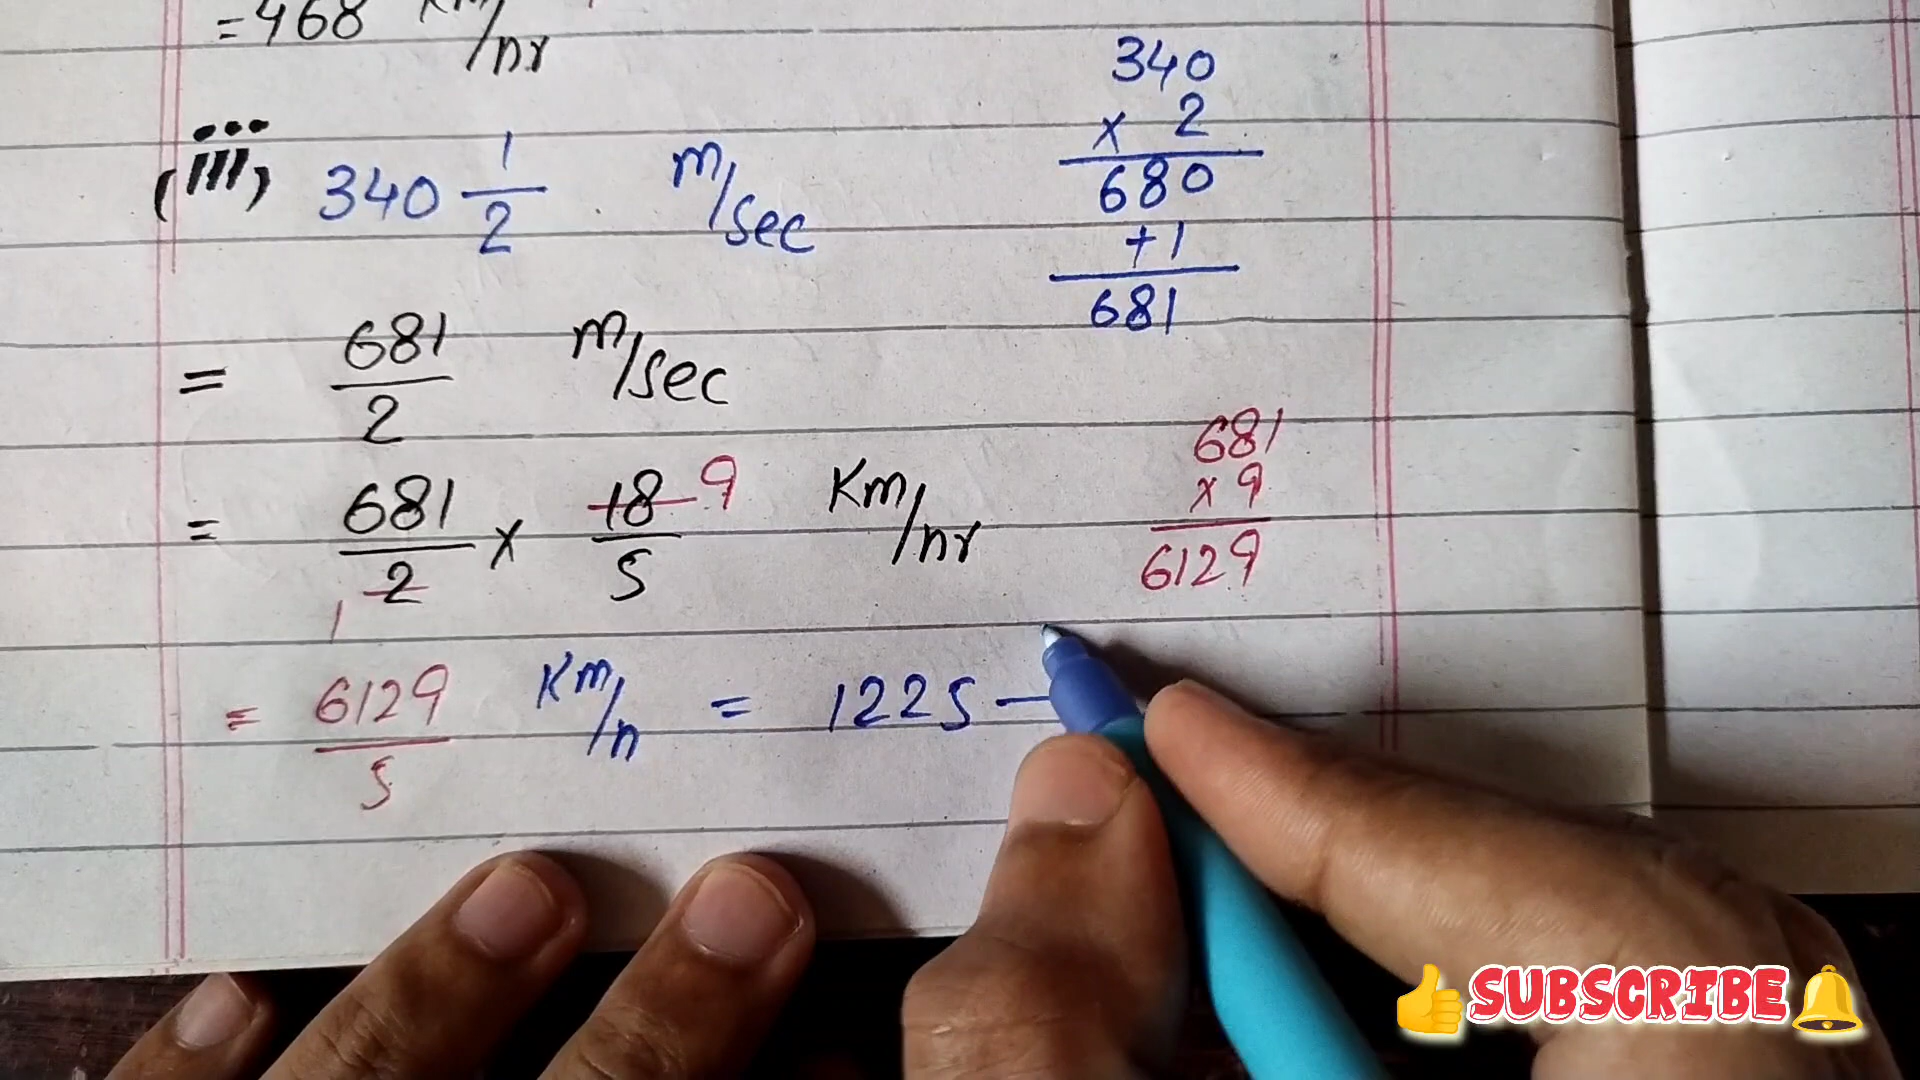 =468 Km/hr
(iii) 340 1/2 m/sec
340
x 2
680
+1
681
= 681/2 m/sec
= 681/2 x 18/5 Km/hr
9
1
681
x 9
6129
= 6129/5 Km/h = 1225 —
SUBSCRIBE